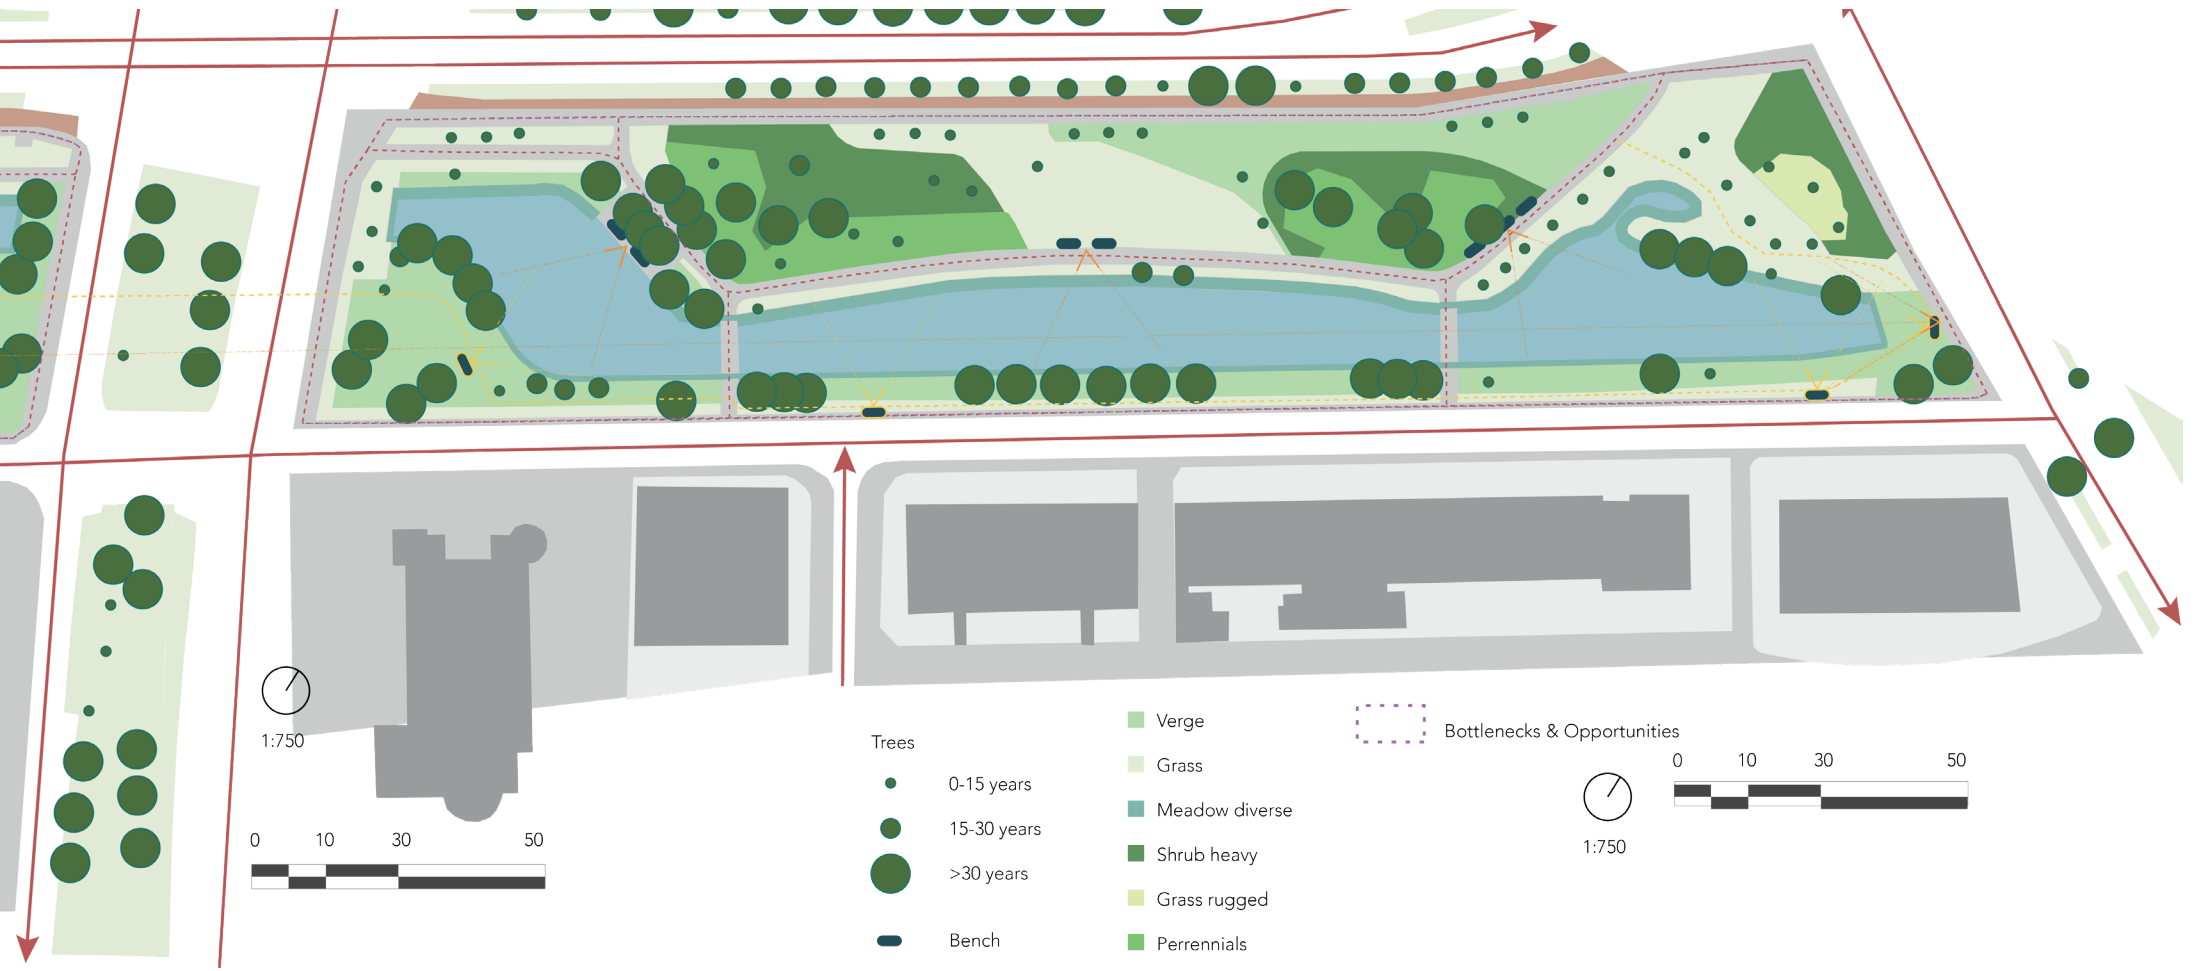 1:750
0 10 30 50
Trees
0-15 years
15-30 years
>30 years
Bench
Verge
Grass
Meadow diverse
Shrub heavy
Grass rugged
Perrennials
Bottlenecks & Opportunities
1:750
0 10 30 50